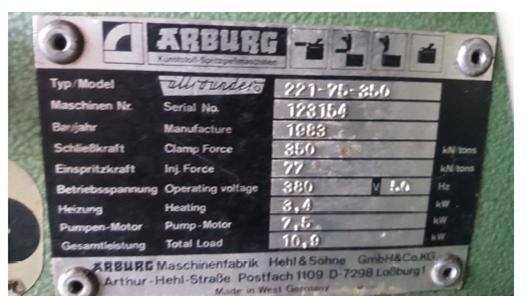 ARBURG
Kunststoff-Spritzgießmaschinen
Typ/Model allrounder 221-75-350
Maschinen Nr. Serial No. 123154
Baujahr Manufacture 1983
Schließkraft Clamp Force 350 kN/tons
Einspritzkraft Inj. Force 77 kN/tons
Betriebsspannung Operating voltage 380 V 50 Hz
Heizung Heating 3,4 kW
Pumpen-Motor Pump-Motor 7,5 kW
Gesamtleistung Total Load 10,9 kW
ARBURG Maschinenfabrik Hehl & Söhne GmbH & Co. KG
Arthur-Hehl-Straße Postfach 1109 D-7298 Loßburg 1
Made in West Germany